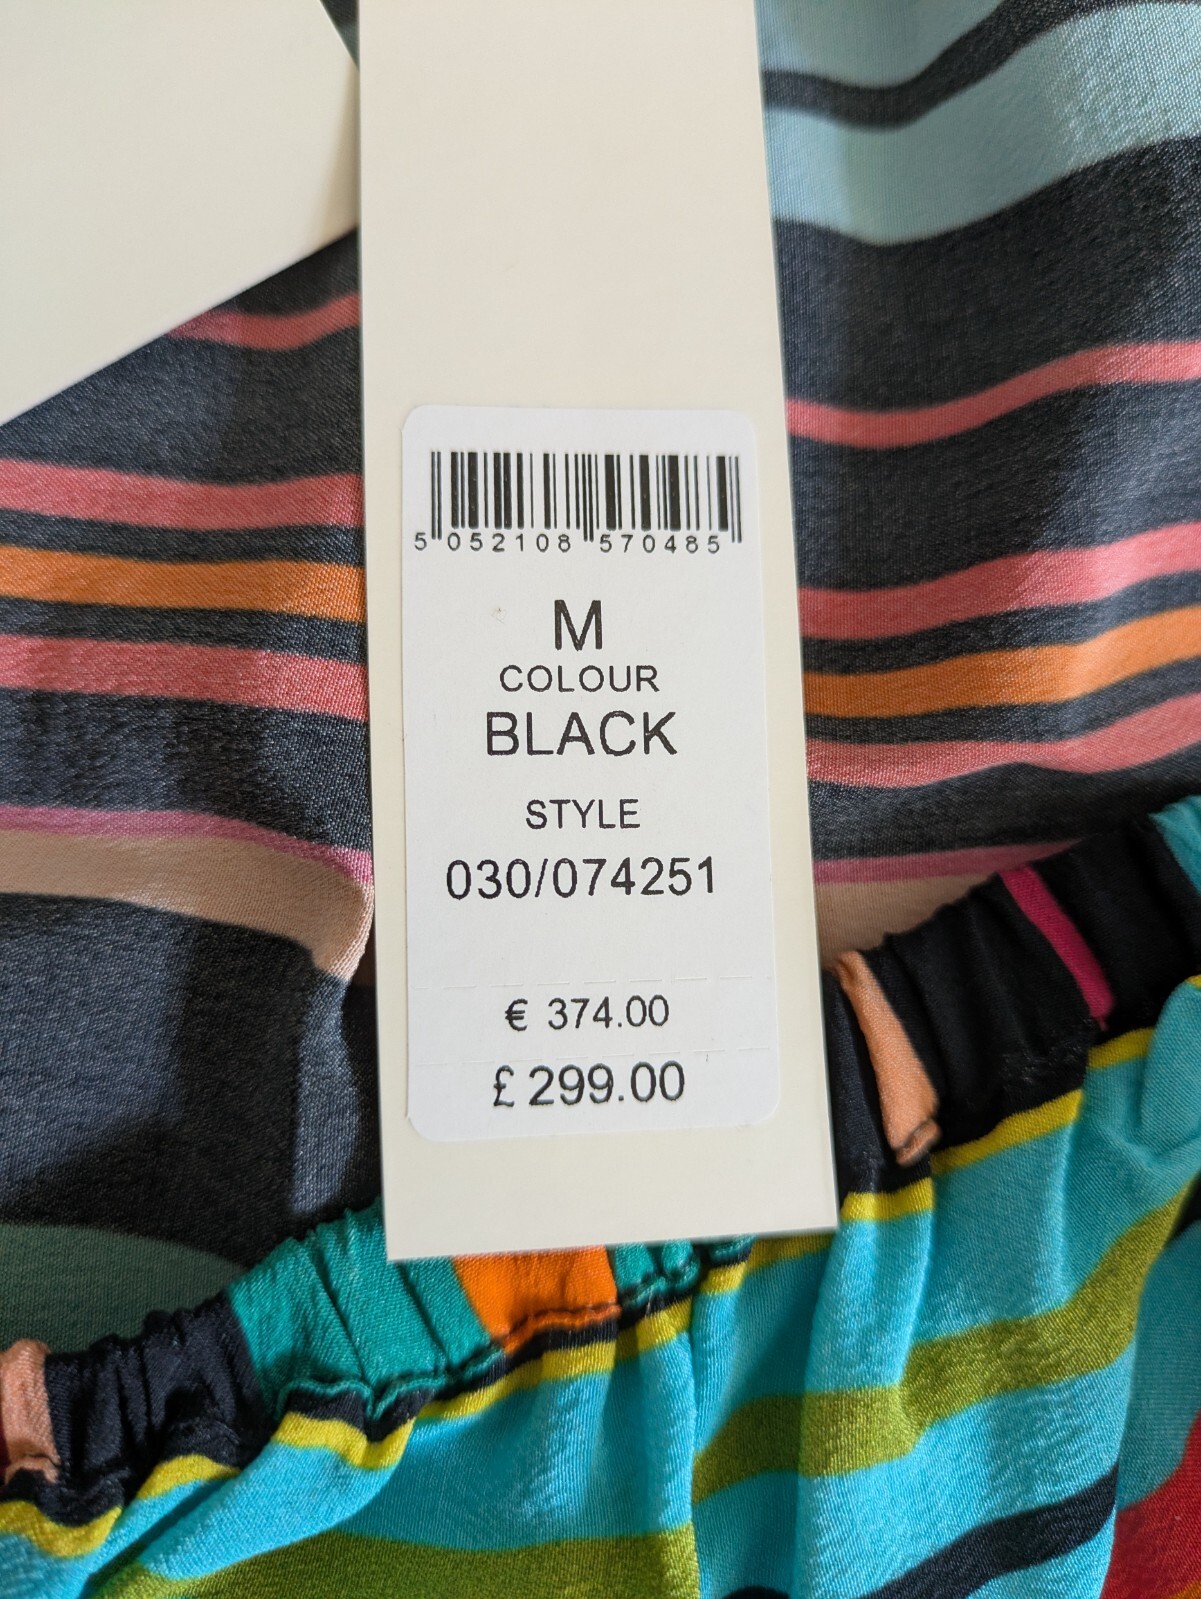 5 052108 570485
M
COLOUR
BLACK
STYLE
030/074251
€ 374.00
£ 299.00